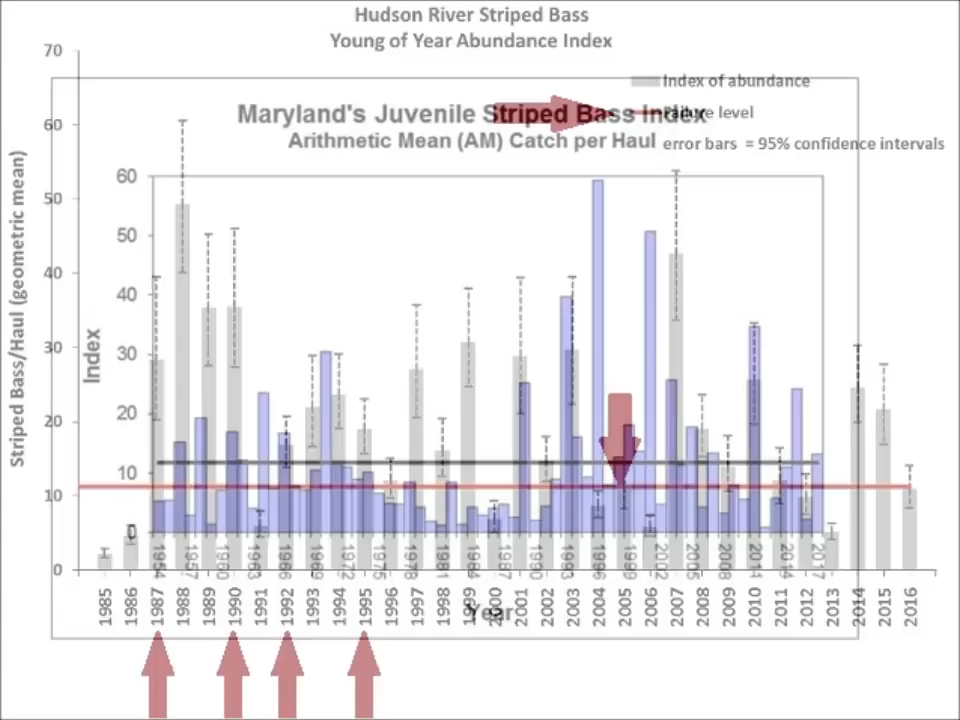 Hudson River Striped Bass
Young of Year Abundance Index
70
60
50
40
30
20
10
0
Striped Bass/Haul (geometric mean)
Index of abundance
Failure level
error bars = 95% confidence intervals
Maryland's Juvenile Striped Bass Index
Arithmetic Mean (AM) Catch per Haul
60
50
40
30
20
10
0
Index
1954 1957 1960 1963 1966 1969 1972 1975 1978 1981 1984 1987 1990 1993 1996 1999 2002 2005 2008 2011 2014 2017
Year
1985 1986 1987 1988 1989 1990 1991 1992 1993 1994 1995 1996 1997 1998 1999 2000 2001 2002 2003 2004 2005 2006 2007 2008 2009 2010 2011 2012 2013 2014 2015 2016